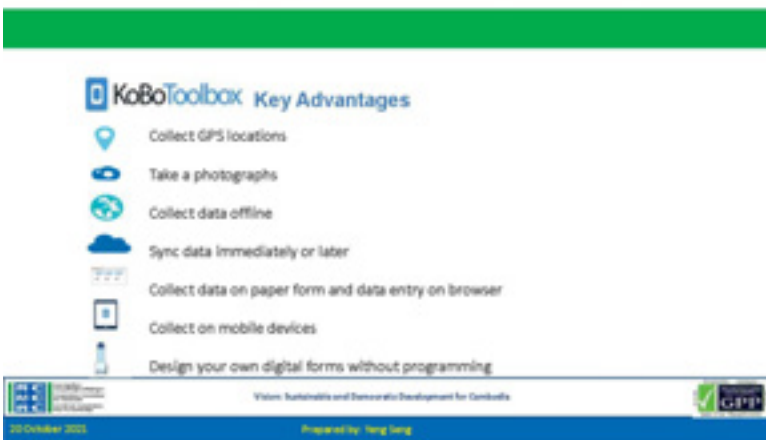 KoBoToolbox Key Advantages
Collect GPS locations
Take a photographs
Collect data offline
Sync data immediately or later
Collect data on paper form and data entry on browser
Collect on mobile devices
Design your own digital forms without programming
Vision: Sustainable and Democratic Development for Cambodia
GPP
20 October 2021
Prepared by: Yong Seng